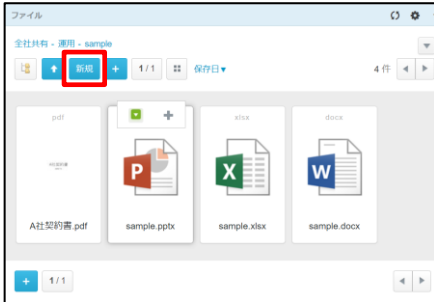 ファイル
全社共有 - 運用 - sample
新規 + 1 / 1 保存日▼ 4 件
pdf xlsx docx
A社契約書.pdf sample.pptx sample.xlsx sample.docx
+ 1 / 1